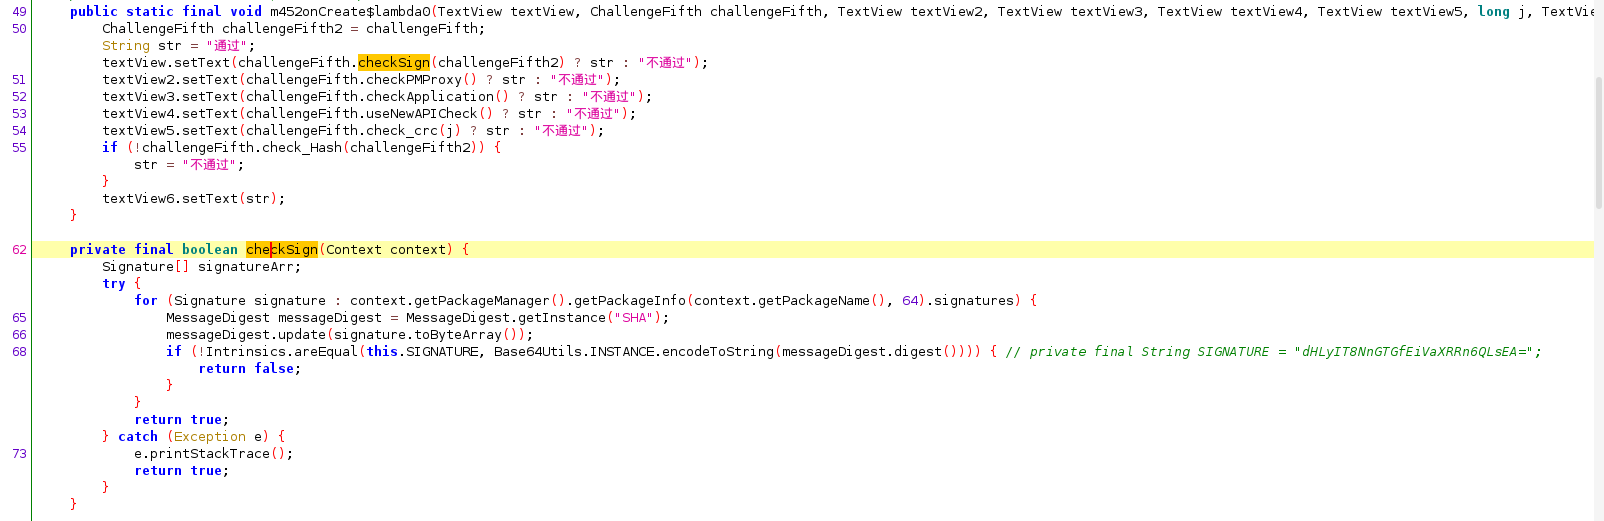 49 public static final void m452onCreate$lambda0(TextView textView, ChallengeFifth challengeFifth, TextView textView2, TextView textView3, TextView textView4, TextView textView5, long j, TextVie
50 ChallengeFifth challengeFifth2 = challengeFifth;
String str = "通过";
textView.setText(challengeFifth.checkSign(challengeFifth2) ? str : "不通过");
51 textView2.setText(challengeFifth.checkPMProxy() ? str : "不通过");
52 textView3.setText(challengeFifth.checkApplication() ? str : "不通过");
53 textView4.setText(challengeFifth.useNewAPICheck() ? str : "不通过");
54 textView5.setText(challengeFifth.check_crc(j) ? str : "不通过");
55 if (!challengeFifth.check_Hash(challengeFifth2)) {
str = "不通过";
}
textView6.setText(str);
}
62 private final boolean checkSign(Context context) {
Signature[] signatureArr;
try {
for (Signature signature : context.getPackageManager().getPackageInfo(context.getPackageName(), 64).signatures) {
65 MessageDigest messageDigest = MessageDigest.getInstance("SHA");
66 messageDigest.update(signature.toByteArray());
68 if (!Intrinsics.areEqual(this.SIGNATURE, Base64Utils.INSTANCE.encodeToString(messageDigest.digest()))) { // private final String SIGNATURE = "dHLyIT8NnGTGfEiVaXRRn6QLsEA=";
return false;
}
}
return true;
} catch (Exception e) {
73 e.printStackTrace();
return true;
}
}